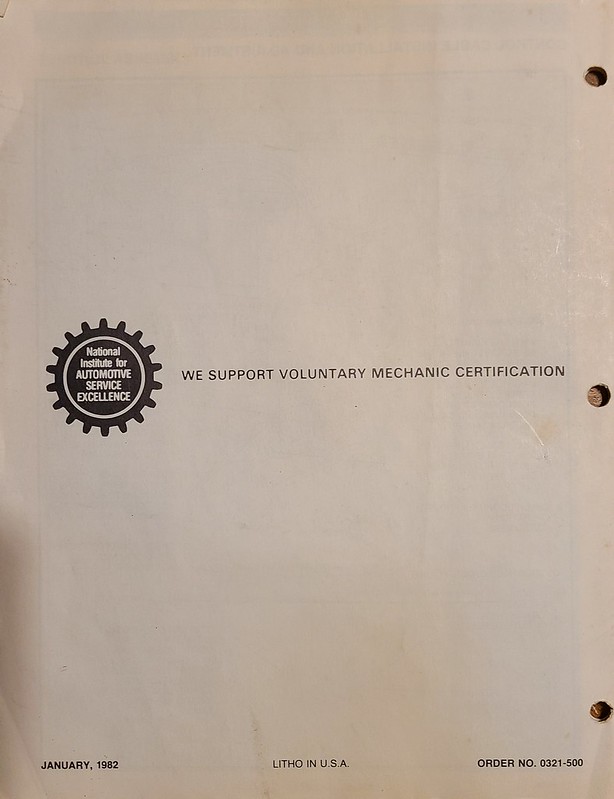 National
Institute for
AUTOMOTIVE
SERVICE
EXCELLENCE
WE SUPPORT VOLUNTARY MECHANIC CERTIFICATION
JANUARY, 1982
LITHO IN U.S.A.
ORDER NO. 0321-500